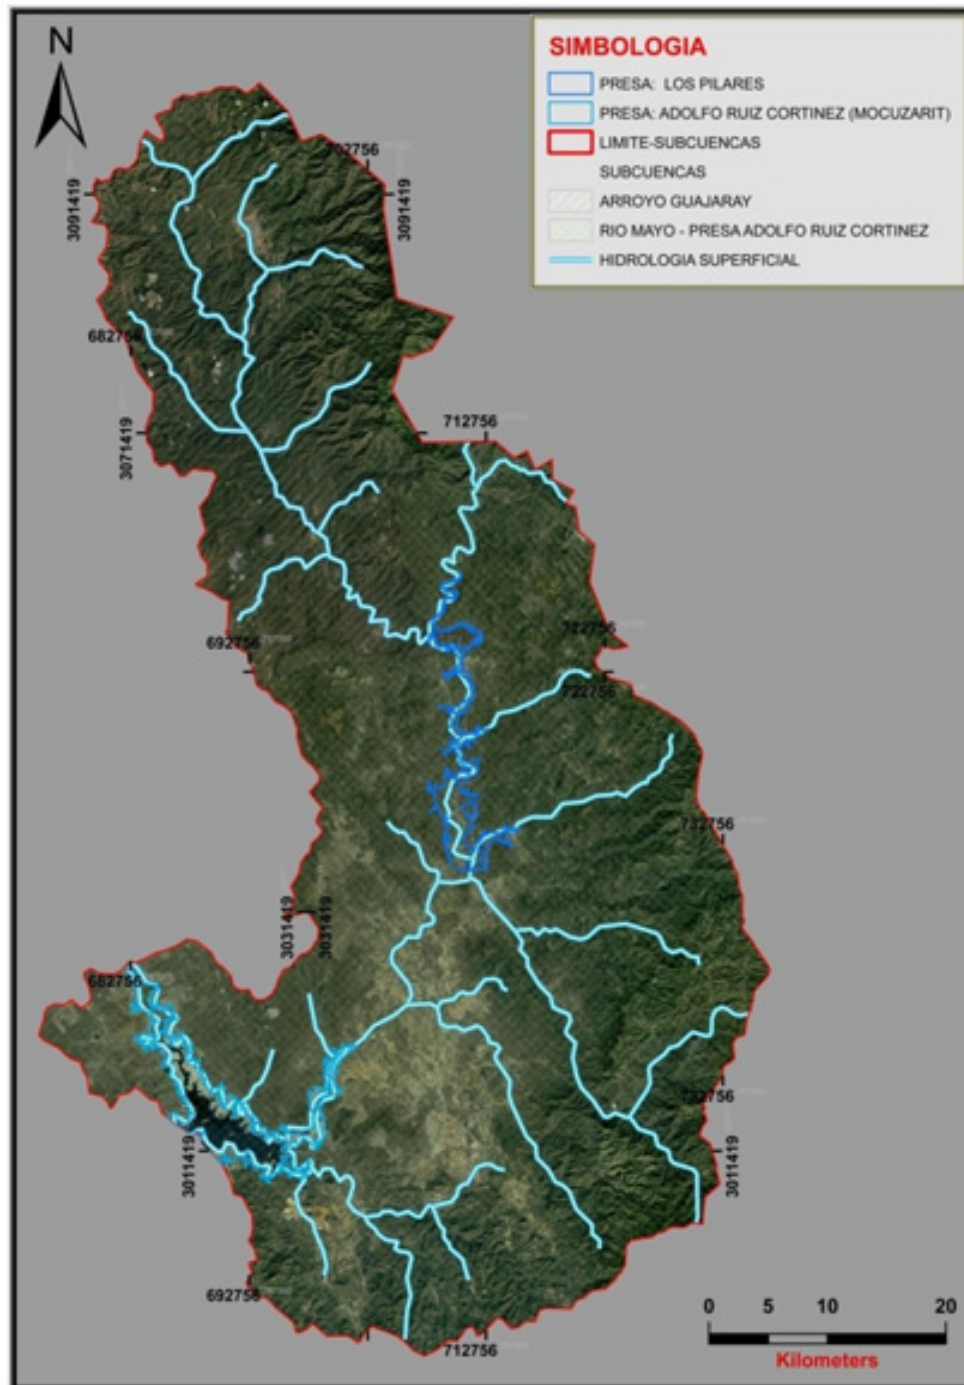 N
SIMBOLOGIA
PRESA: LOS PILARES
PRESA: ADOLFO RUIZ CORTINEZ (MOCUZARIT)
LIMITE-SUBCUENCAS
SUBCUENCAS
ARROYO GUAJARAY
RIO MAYO - PRESA ADOLFO RUIZ CORTINEZ
HIDROLOGIA SUPERFICIAL
702756
3091419
3091419
682756
3071419
712756
692756
722756
722756
732756
3031419
3031419
682756
732756
3011419
3011419
692756
712756
0 5 10 20
Kilometers